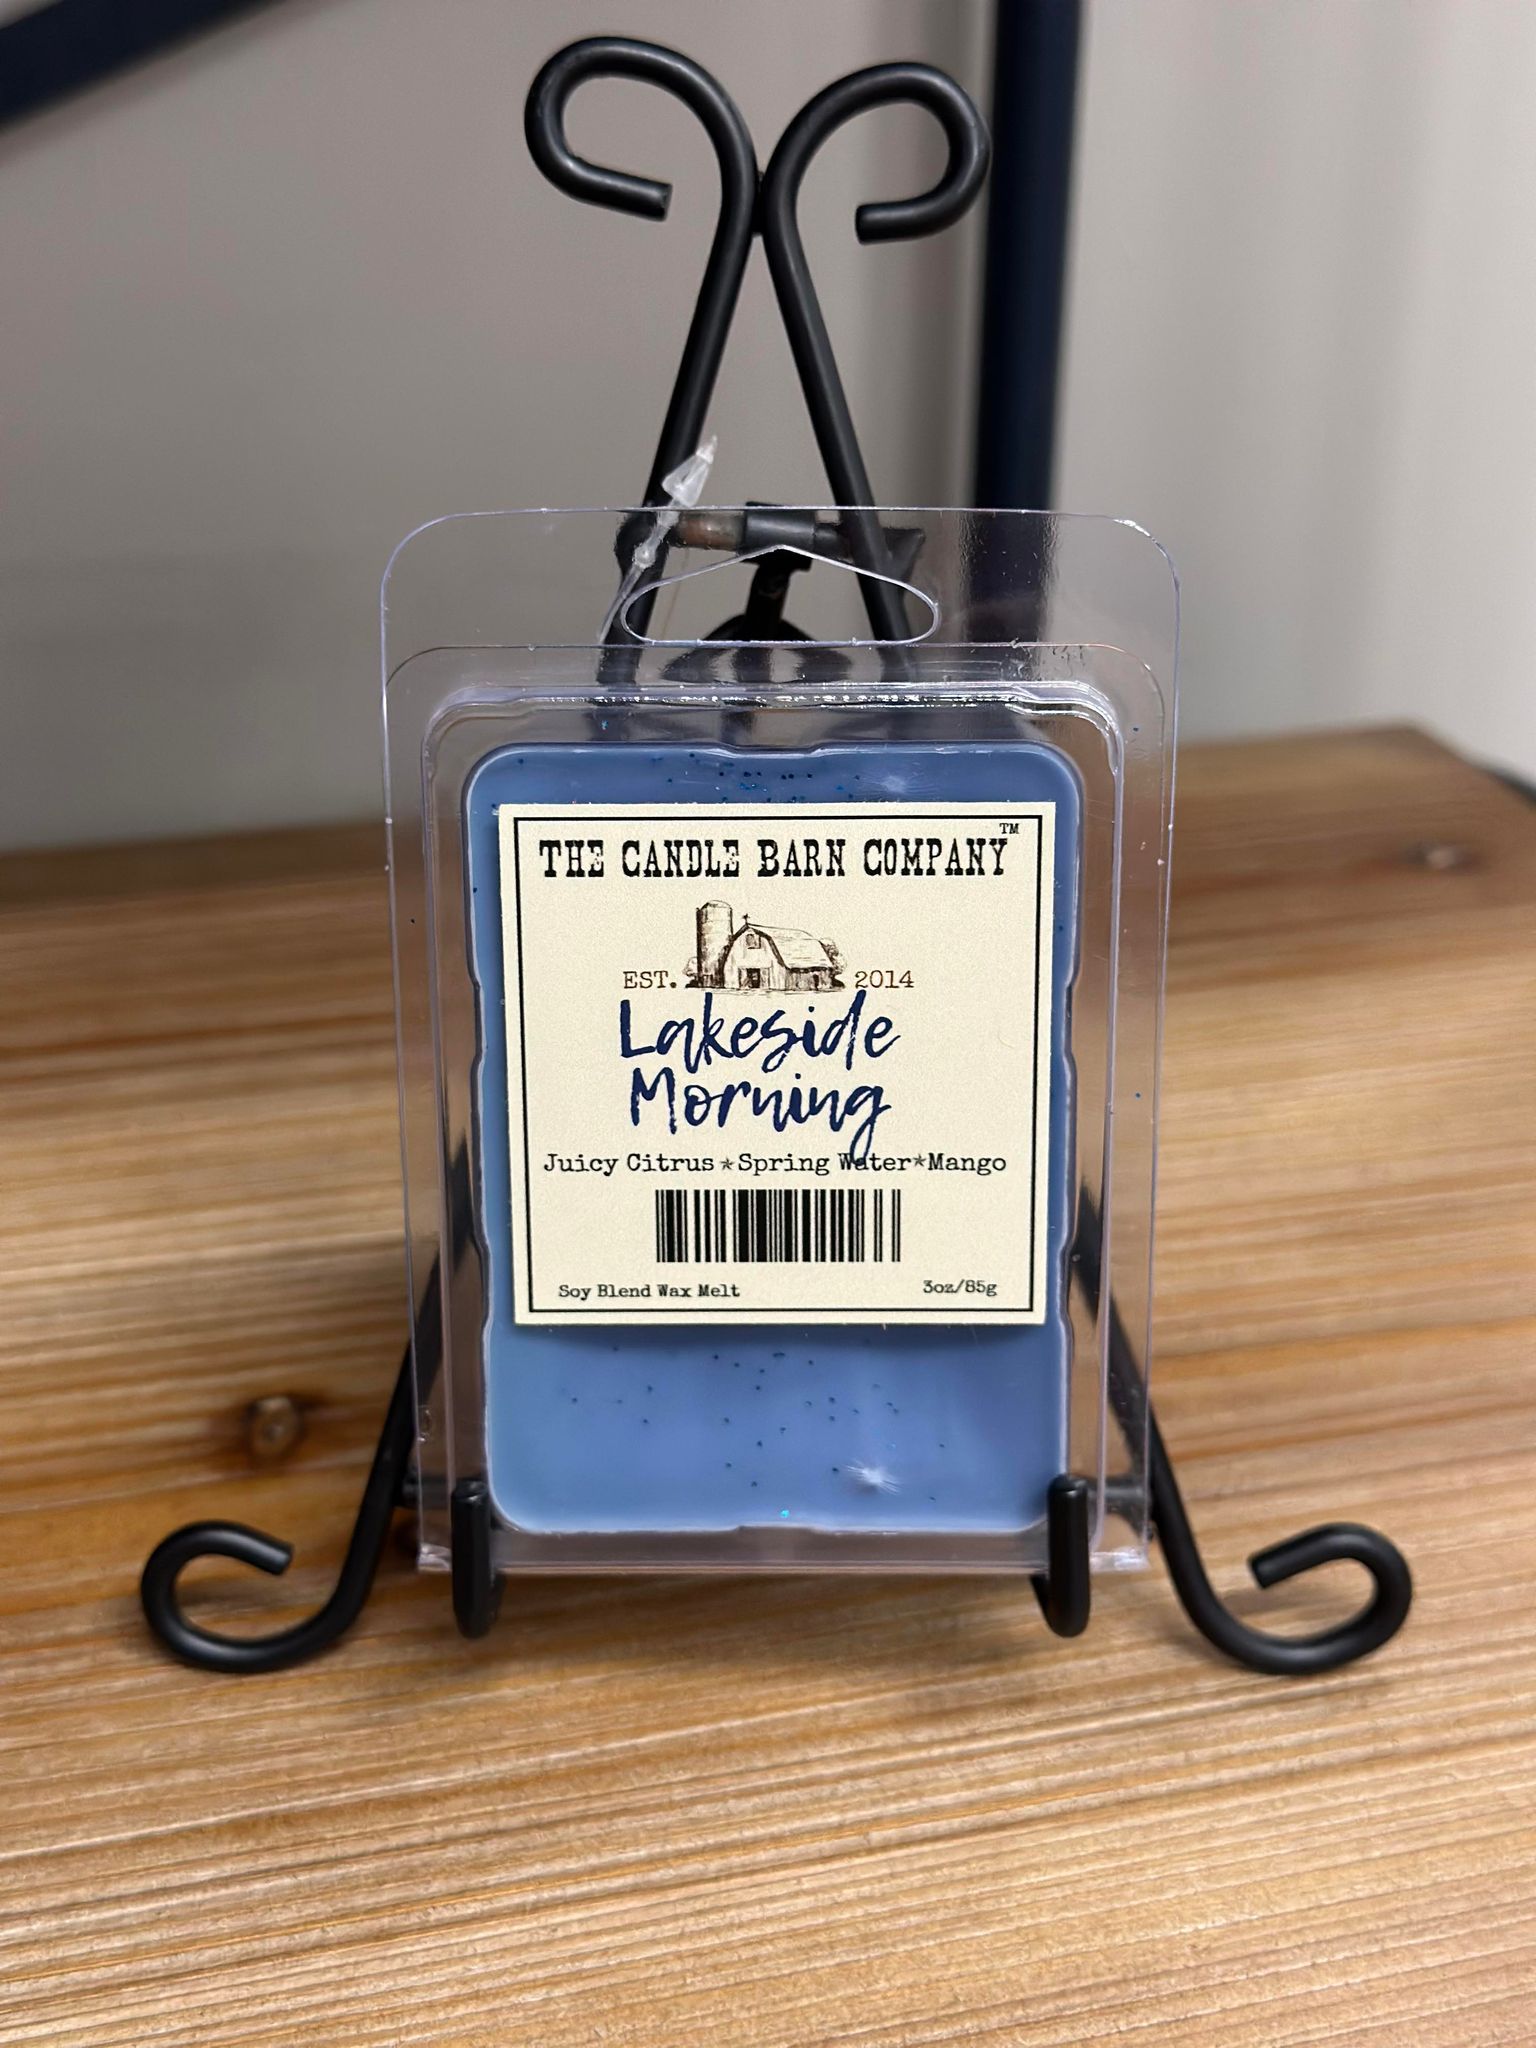 THE CANDLE BARN COMPANY™
EST. 2014
Lakeside
Morning
Juicy Citrus★Spring Water★Mango
Soy Blend Wax Melt 3oz/85g